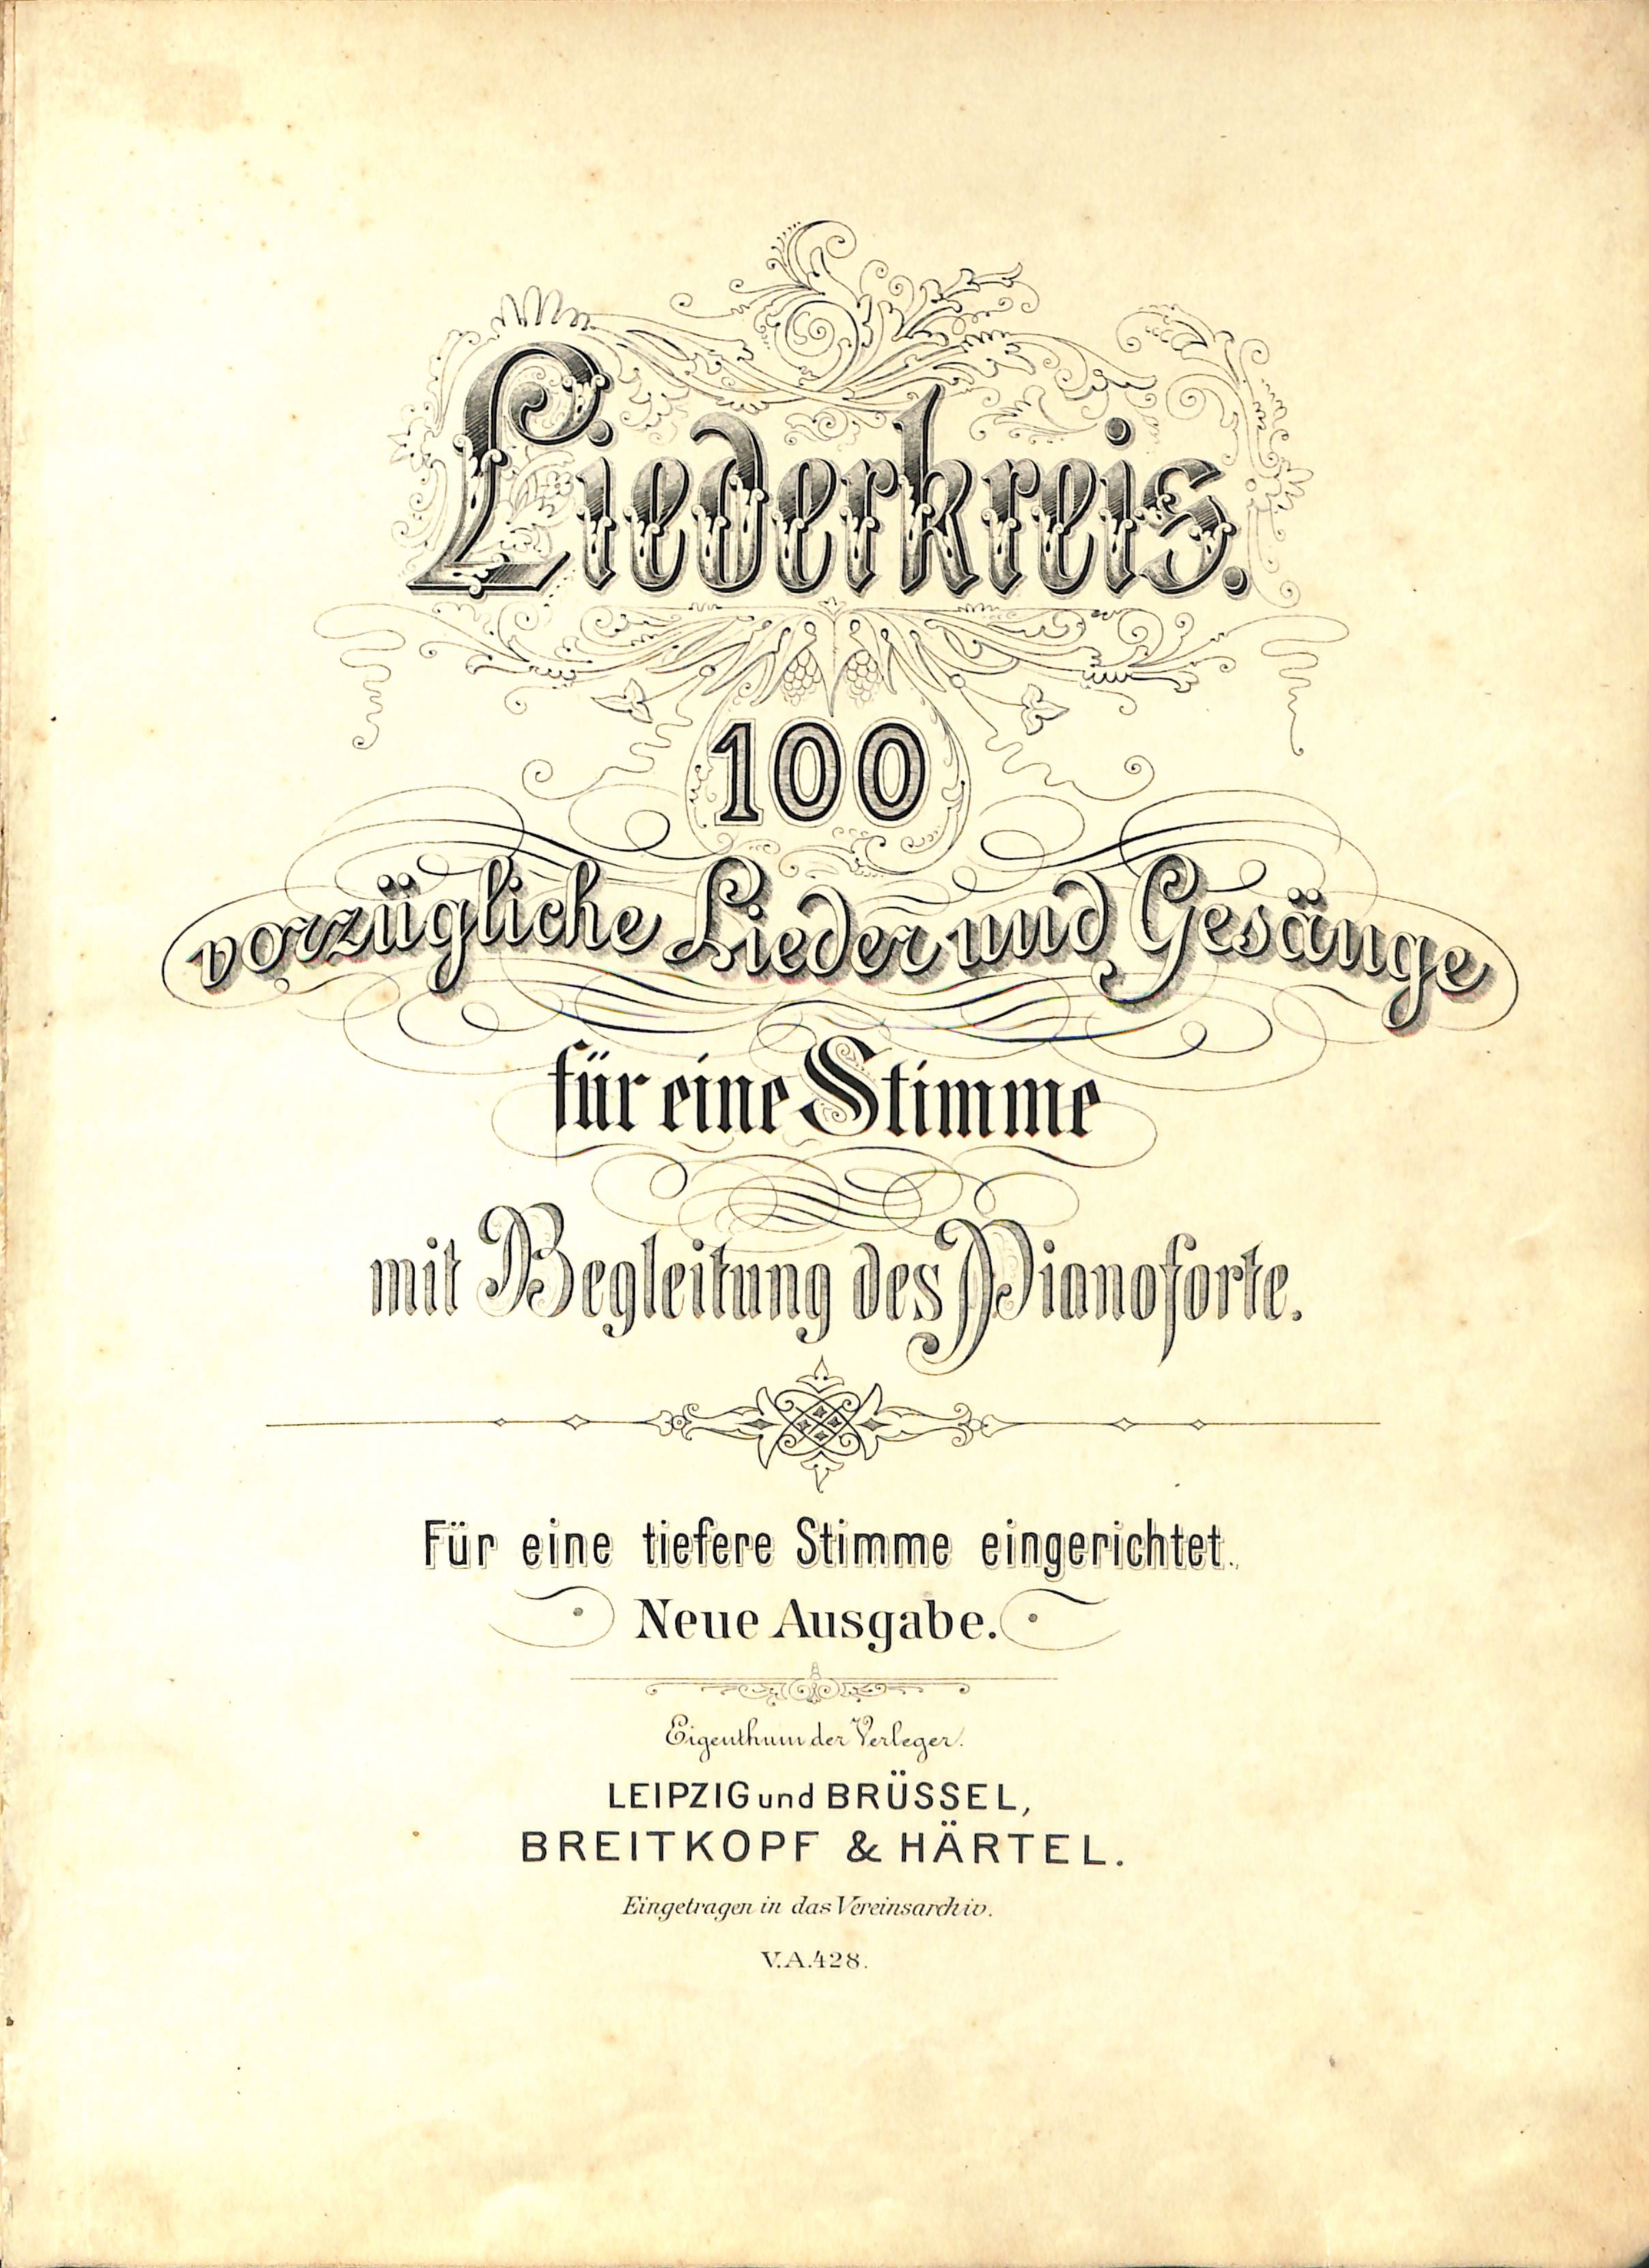 Liederkreis.
100
vorzügliche Lieder und Gesänge
für eine Stimme
mit Begleitung des Pianoforte.
Für eine tiefere Stimme eingerichtet.
Neue Ausgabe.
Eigenthum der Verleger.
LEIPZIG und BRÜSSEL,
BREITKOPF & HÄRTEL.
Eingetragen in das Vereinsarchiv.
V.A.428.